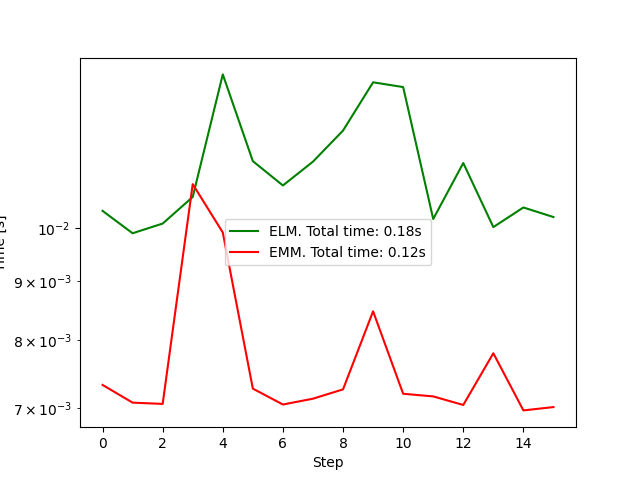 10⁻²
9 × 10⁻³
8 × 10⁻³
7 × 10⁻³
ELM. Total time: 0.18s
EMM. Total time: 0.12s
0 2 4 6 8 10 12 14
Step